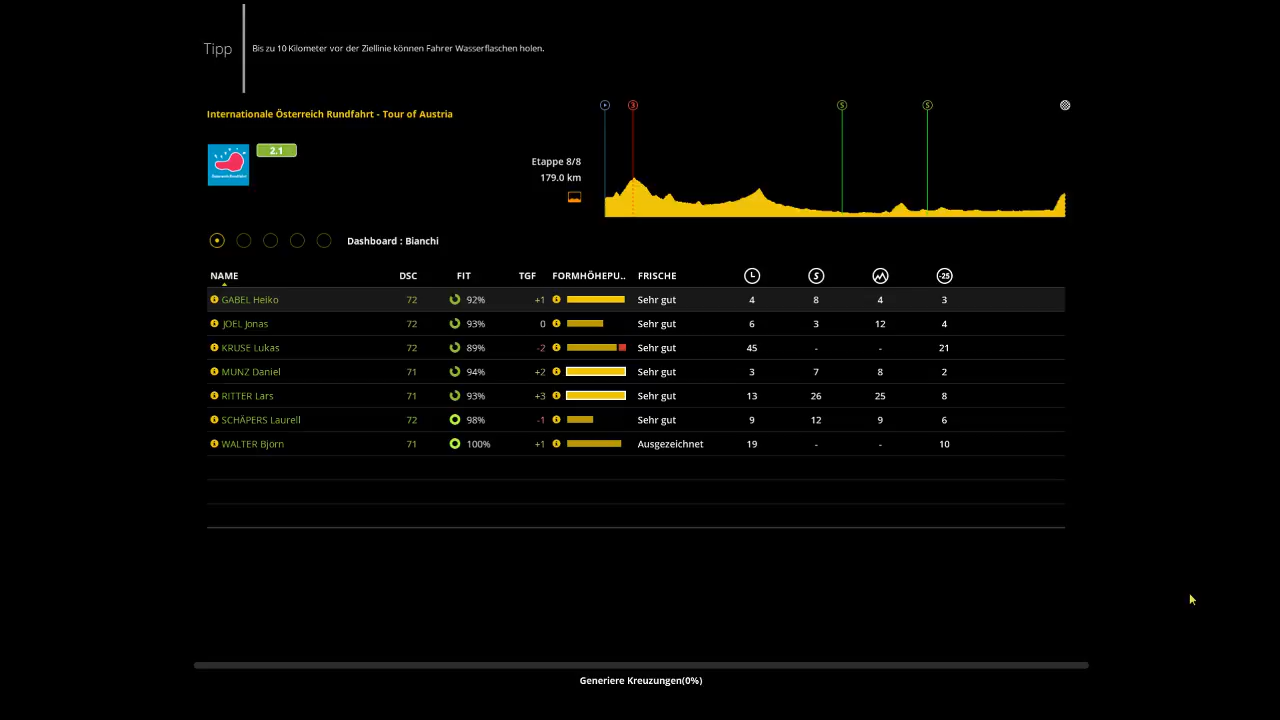 Tipp
Bis zu 10 Kilometer vor der Ziellinie können Fahrer Wasserflaschen holen.
Internationale Österreich Rundfahrt - Tour of Austria
2.1
Etappe 8/8
179.0 km
3 S S
Dashboard : Bianchi
NAME DSC FIT TGF FORMHÖHEPU.. FRISCHE S -25
GABEL Heiko 72 92% +1 Sehr gut 4 8 4 3
JOEL Jonas 72 93% 0 Sehr gut 6 3 12 4
KRUSE Lukas 72 89% -2 Sehr gut 45 - - 21
MUNZ Daniel 71 94% +2 Sehr gut 3 7 8 2
RITTER Lars 71 93% +3 Sehr gut 13 26 25 8
SCHÄPERS Laurell 72 98% -1 Sehr gut 9 12 9 6
WALTER Björn 71 100% +1 Ausgezeichnet 19 - - 10
Generiere Kreuzungen(0%)